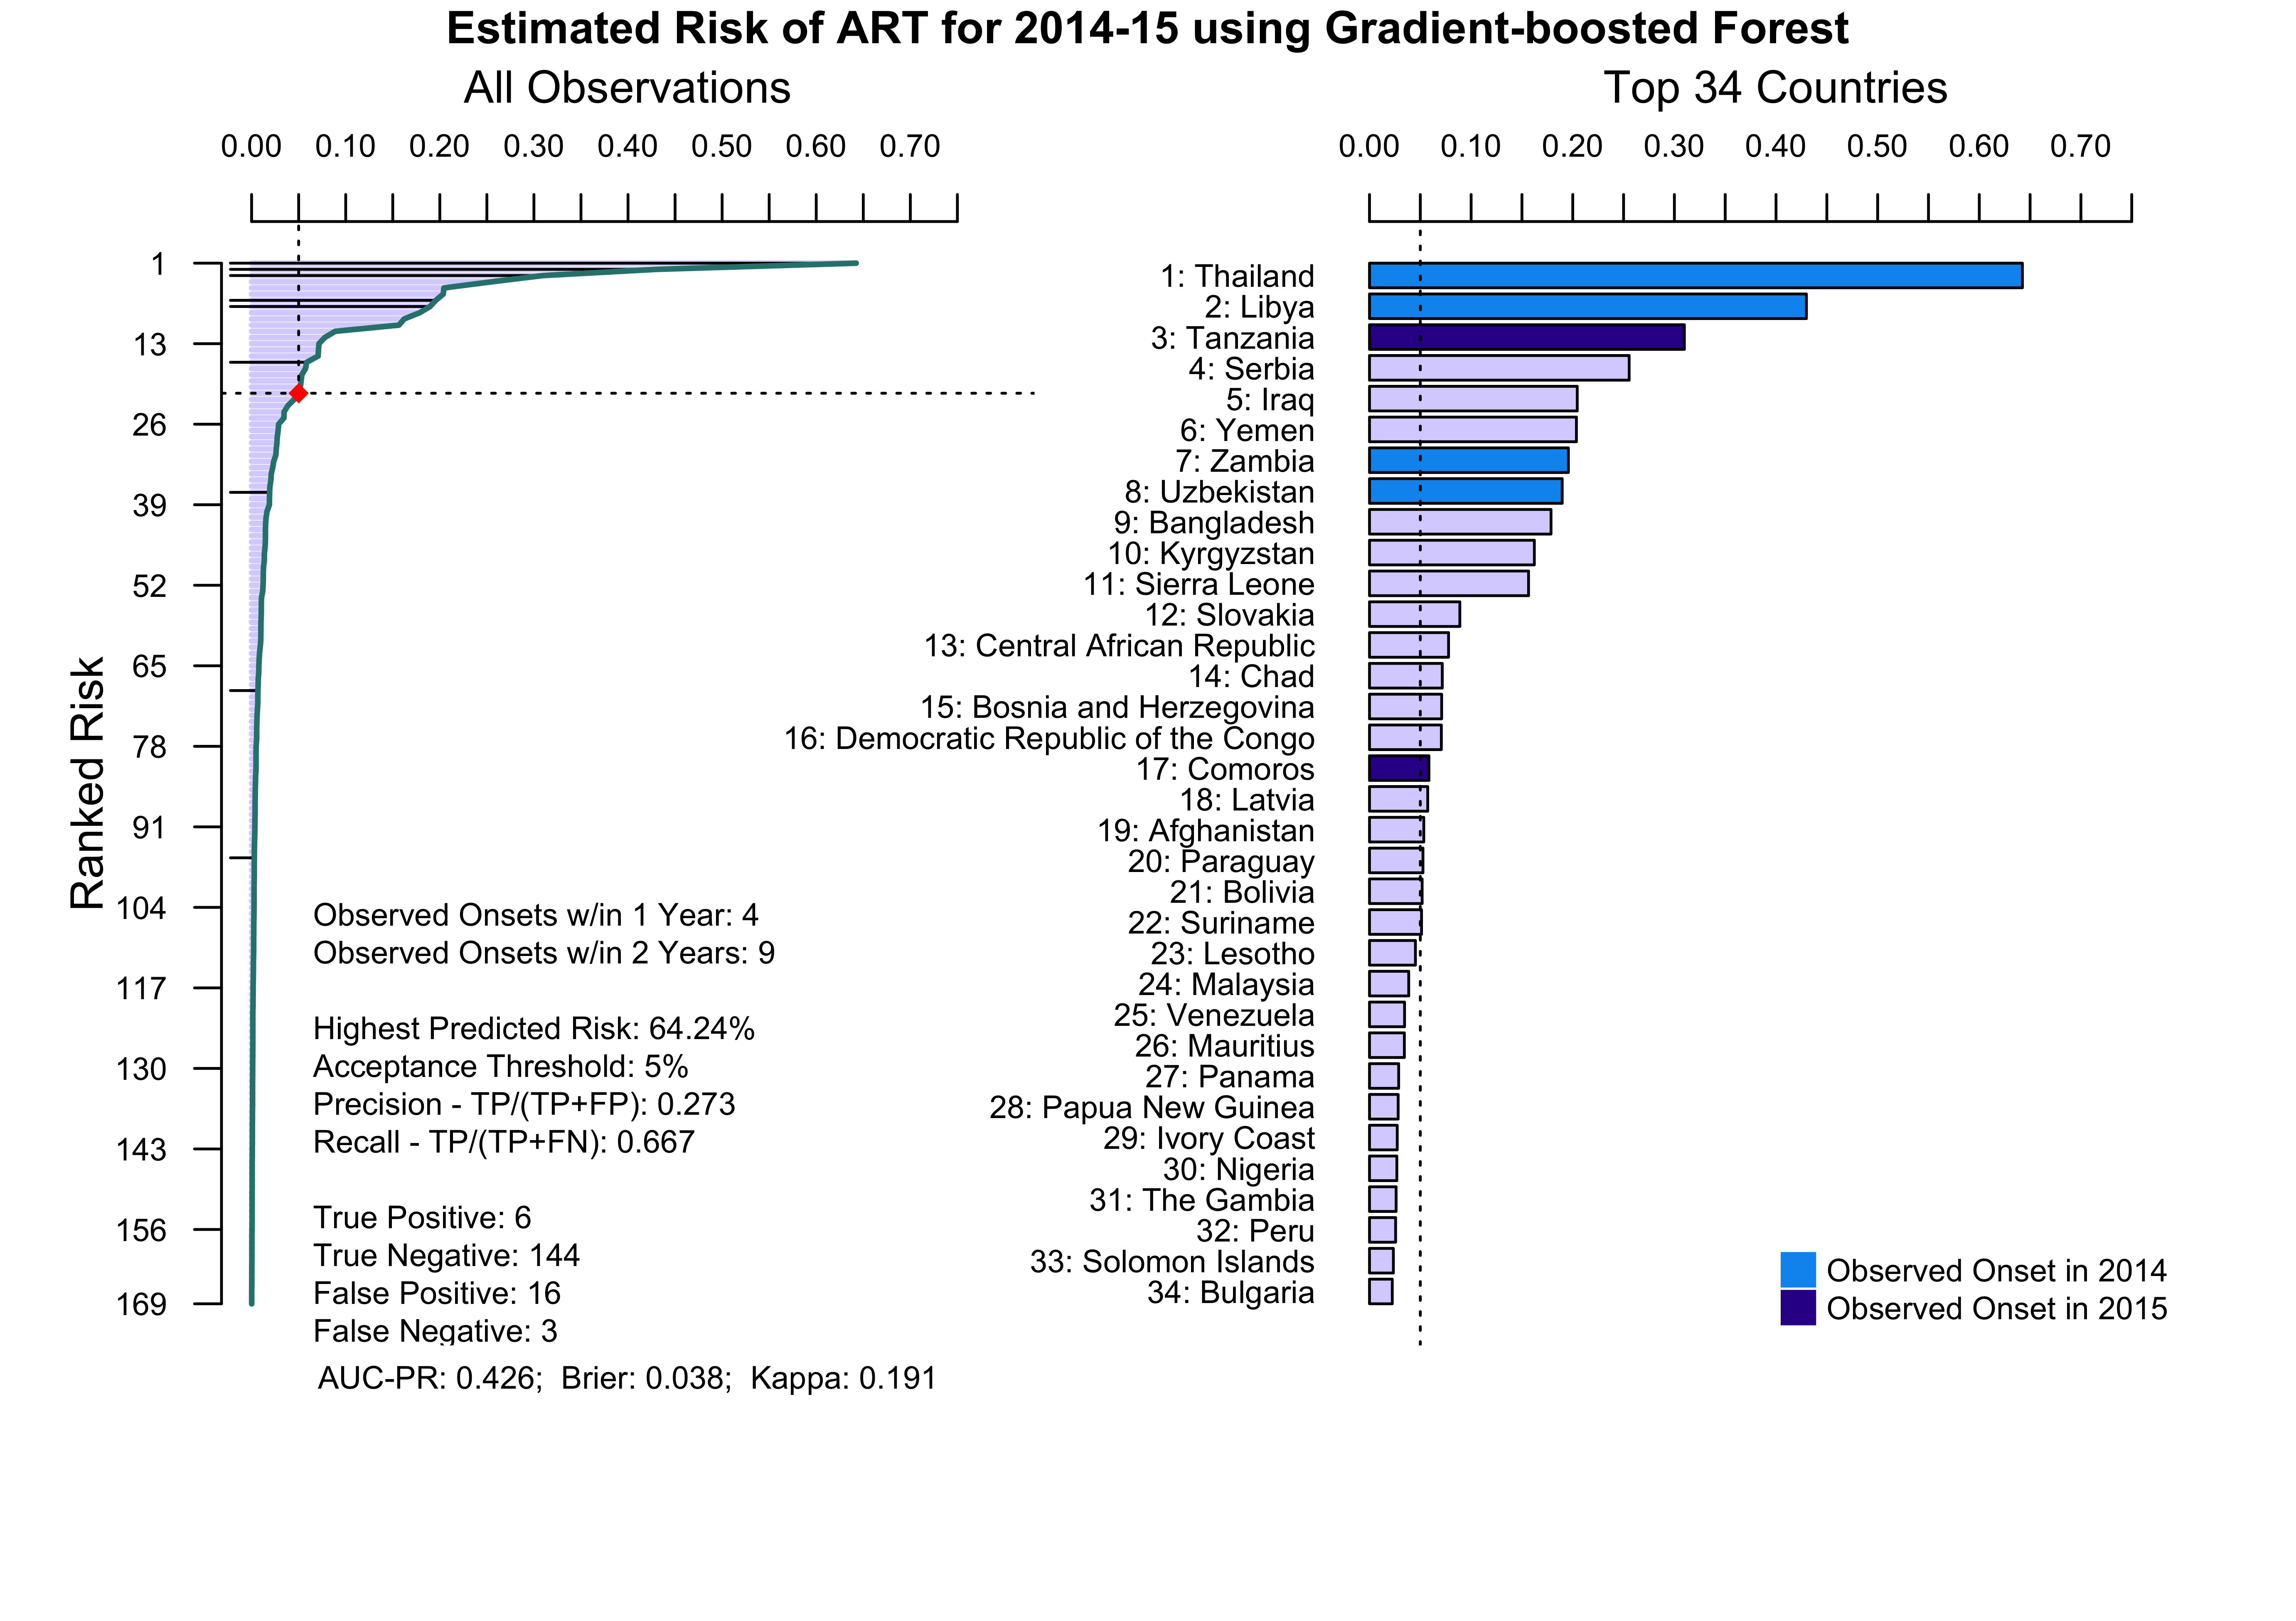 Estimated Risk of ART for 2014-15 using Gradient-boosted Forest
All Observations
0.00 0.10 0.20 0.30 0.40 0.50 0.60 0.70
Ranked Risk
1
13
26
39
52
65
78
91
104
117
130
143
156
169
Observed Onsets w/in 1 Year: 4
Observed Onsets w/in 2 Years: 9
Highest Predicted Risk: 64.24%
Acceptance Threshold: 5%
Precision - TP/(TP+FP): 0.273
Recall - TP/(TP+FN): 0.667
True Positive: 6
True Negative: 144
False Positive: 16
False Negative: 3
AUC-PR: 0.426; Brier: 0.038; Kappa: 0.191
Top 34 Countries
0.00 0.10 0.20 0.30 0.40 0.50 0.60 0.70
1: Thailand
2: Libya
3: Tanzania
4: Serbia
5: Iraq
6: Yemen
7: Zambia
8: Uzbekistan
9: Bangladesh
10: Kyrgyzstan
11: Sierra Leone
12: Slovakia
13: Central African Republic
14: Chad
15: Bosnia and Herzegovina
16: Democratic Republic of the Congo
17: Comoros
18: Latvia
19: Afghanistan
20: Paraguay
21: Bolivia
22: Suriname
23: Lesotho
24: Malaysia
25: Venezuela
26: Mauritius
27: Panama
28: Papua New Guinea
29: Ivory Coast
30: Nigeria
31: The Gambia
32: Peru
33: Solomon Islands
34: Bulgaria
Observed Onset in 2014
Observed Onset in 2015